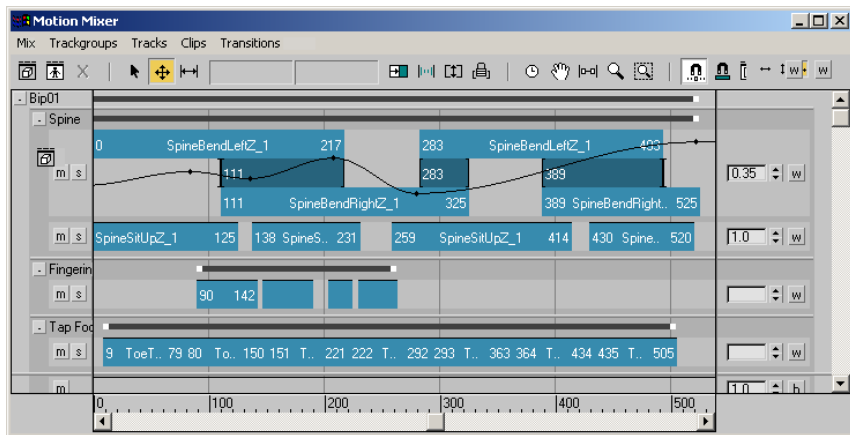 Motion Mixer
Mix Trackgroups Tracks Clips Transitions
Bip01
Spine
0 SpineBendLeftZ_1 217 283 SpineBendLeftZ_1 493
m s 111 283 389 0.35 w
111 SpineBendRightZ_1 325 389 SpineBendRight.. 525
m s SpineSitUpZ_1 125 138 SpineS.. 231 259 SpineSitUpZ_1 414 430 Spine.. 520 1.0 w
Fingerin
m s 90 142 w
Tap Foo
m s 9 ToeT.. 79 80 To.. 150 151 T.. 221 222 T.. 292 293 T.. 363 364 T.. 434 435 T.. 505 w
m 1.0 h
0 100 200 300 400 500